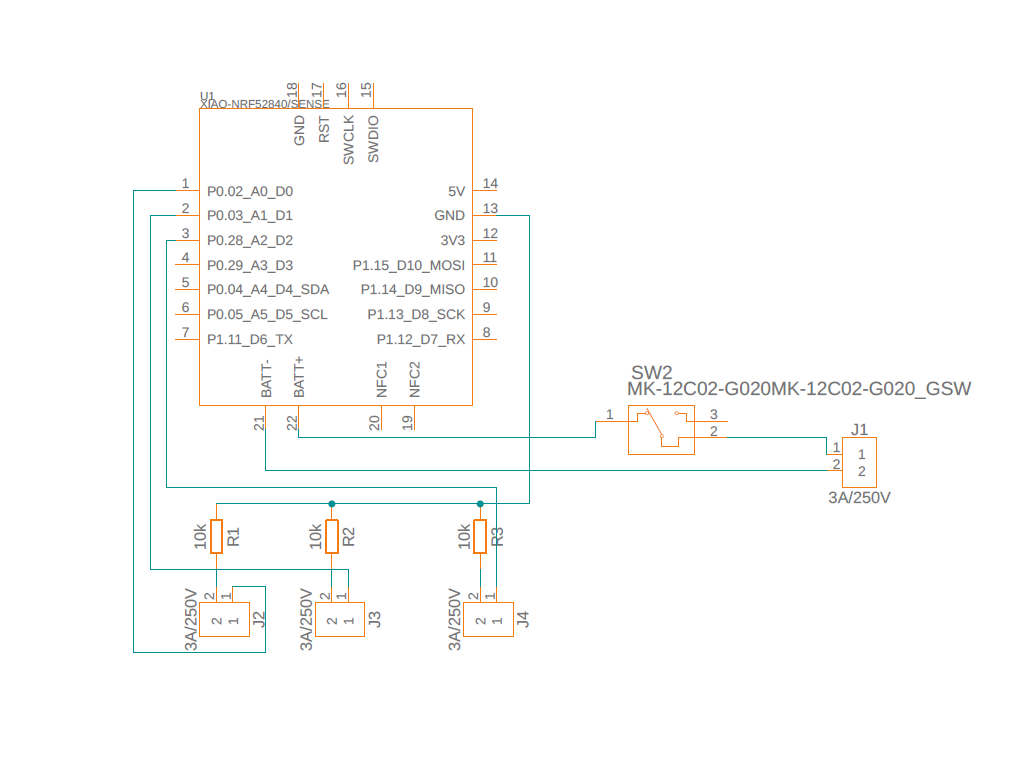 U1
XIAO-NRF52840/SENSE
18
17
16
15
GND
RST
SWCLK
SWDIO
1
P0.02_A0_D0
5V
14
2
P0.03_A1_D1
GND
13
3
P0.28_A2_D2
3V3
12
4
P0.29_A3_D3
P1.15_D10_MOSI
11
5
P0.04_A4_D4_SDA
P1.14_D9_MISO
10
6
P0.05_A5_D5_SCL
P1.13_D8_SCK
9
7
P1.11_D6_TX
P1.12_D7_RX
8
BATT-
BATT+
NFC1
NFC2
21
22
20
19
SW2
MK-12C02-G020MK-12C02-G020_GSW
1
3
2
J1
1
1
2
2
3A/250V
10k
R1
10k
R2
10k
R3
3A/250V
2
1
2
1
J2
3A/250V
2
1
2
1
J3
3A/250V
2
1
2
1
J4